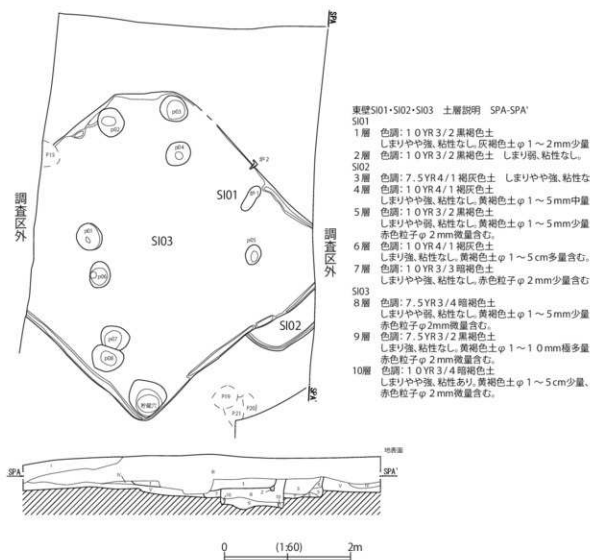 SPA
pit02
pit03
pit04
P15
SI01
pit05
SI03
調査区外
調査区外
pit06
SI02
pit07
pit08
貯蔵穴
P19
P20
P21
SPA'
東壁SI01・SI02・SI03 土層説明 SPA-SPA'
SI01
1層 色調:10YR3/2黒褐色土
しまりやや強、粘性なし。灰褐色土φ1〜2mm少量
2層 色調:10YR3/2黒褐色土 しまり弱、粘性なし。
SI02
3層 色調:7.5YR4/1褐灰色土 しまりやや強、粘性な
4層 色調:10YR4/1褐灰色土
しまりやや強、粘性なし。黄褐色土φ1〜5mm中量
5層 色調:10YR3/2黒褐色土
しまりやや弱、粘性なし。黄褐色土φ1〜5mm少量
赤色粒子φ2mm微量含む。
6層 色調:10YR4/1褐灰色土
しまり強、粘性なし。黄褐色土φ1〜5cm多量含む。
7層 色調:10YR3/3暗褐色土
しまりやや強、粘性なし。赤色粒子φ2mm少量含む
SI03
8層 色調:7.5YR3/4暗褐色土
しまりやや弱、粘性なし。黄褐色土φ1〜5mm少量
赤色粒子φ2mm微量含む。
9層 色調:7.5YR3/2黒褐色土
しまり強、粘性なし。黄褐色土φ1〜10mm極多量
赤色粒子φ2mm微量含む。
10層 色調:10YR3/4暗褐色土
しまりやや強、粘性あり。黄褐色土φ1〜5cm少量、
赤色粒子φ2mm微量含む。
地表面
SPA
SPA'
0 (1:60) 2m